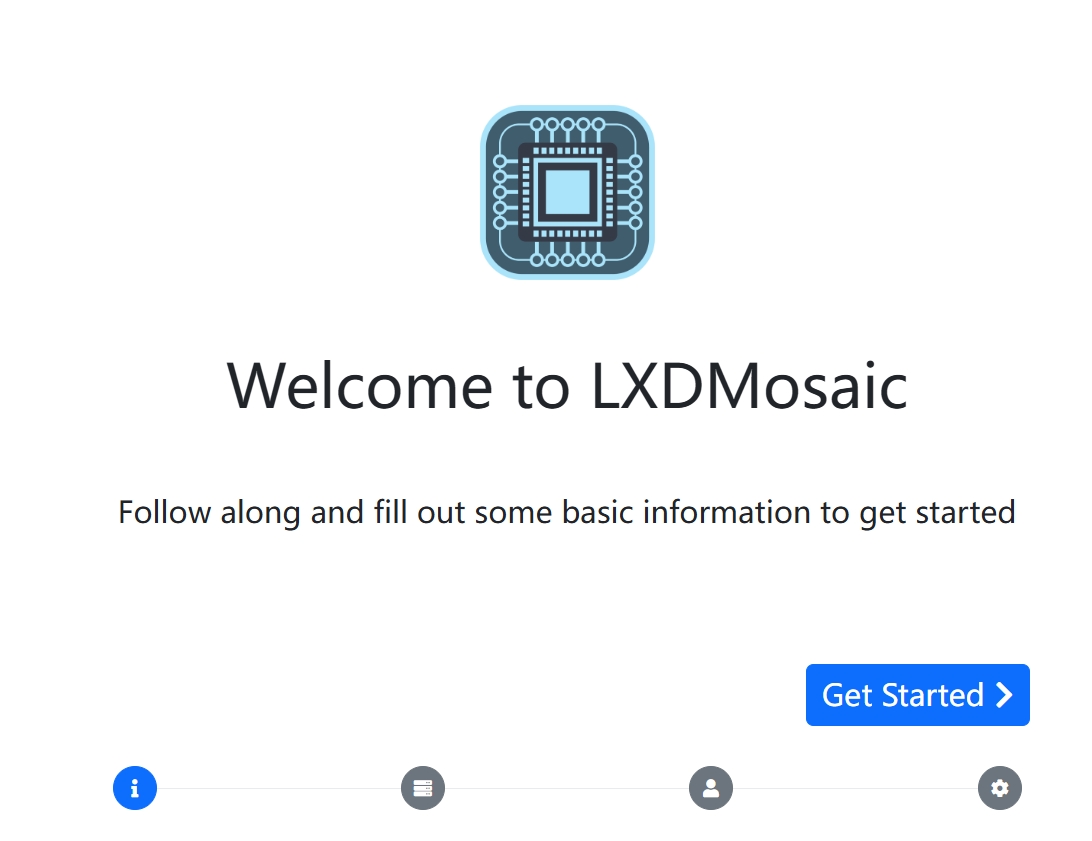 Welcome to LXDMosaic
Follow along and fill out some basic information to get started
Get Started